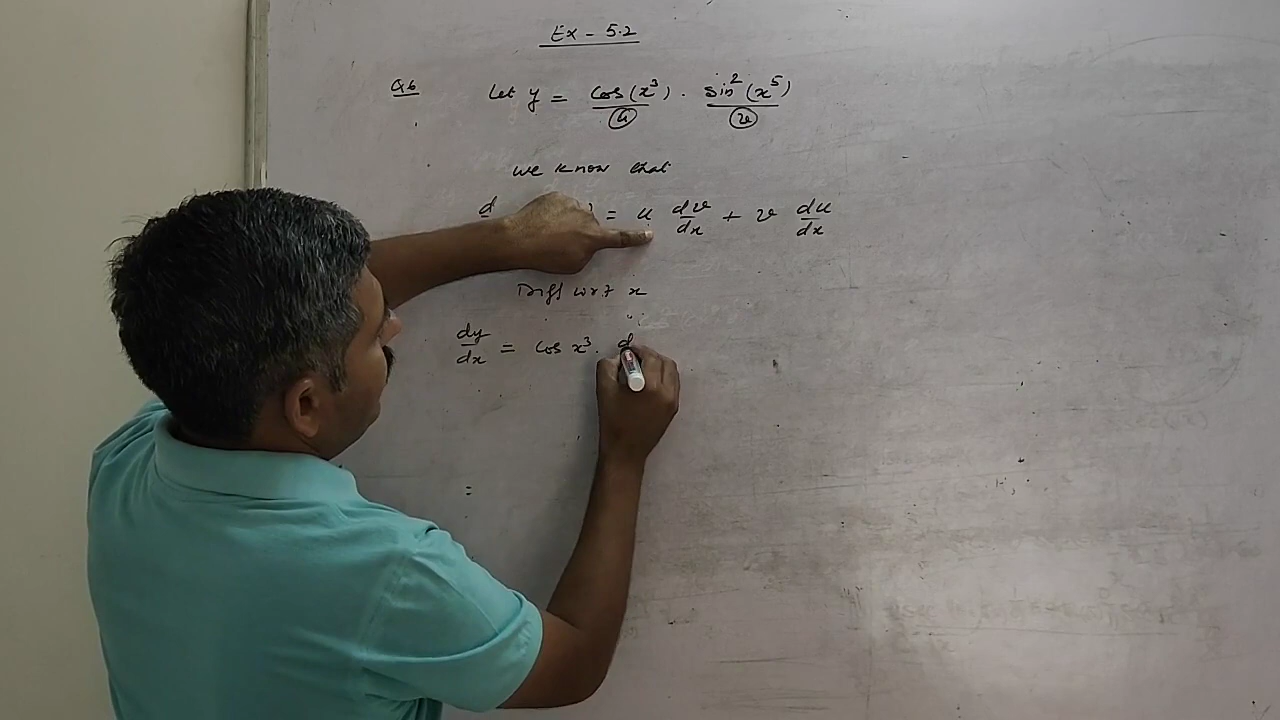 Ex - 5.2
Q6 Let y = cos(x³) . sin²(x⁵)
u v
we know that
d = u dv/dx + v du/dx
Diff w.r.t x
dy/dx = cos x³ . d
=